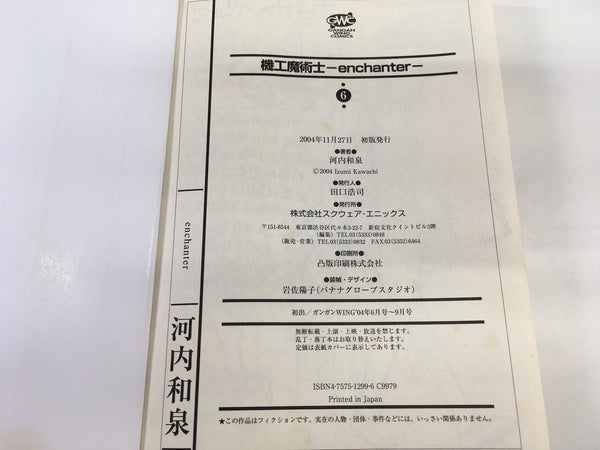 GWC
GANGAN
WING
COMICS
機工魔術士－enchanter－
6
2004年11月27日 初版発行
●著者●
河内和泉
©2004 Izumi Kawachi
●発行人●
田口浩司
●発行所●
株式会社スクウェア・エニックス
〒151-8544 東京都渋谷区代々木3-22-7 新宿文化クイントビル3階
（編集）TEL03(5333)0848
（販売・営業）TEL03(5333)0832 FAX03(5352)6464
●印刷所●
凸版印刷株式会社
●装幀・デザイン●
岩佐陽子(バナナグローブスタジオ)
初出／ガンガンWING'04年6月号〜9月号
無断転載・上演・上映・放送を禁じます。
乱丁・落丁本はお取り替えいたします。
定価は表紙カバーに表示してあります。
ISBN4-7575-1299-6 C9979
Printed in Japan
★この作品はフィクションです。実在の人物・団体・事件などには、いっさい関係ありません。
enchanter
河内和泉